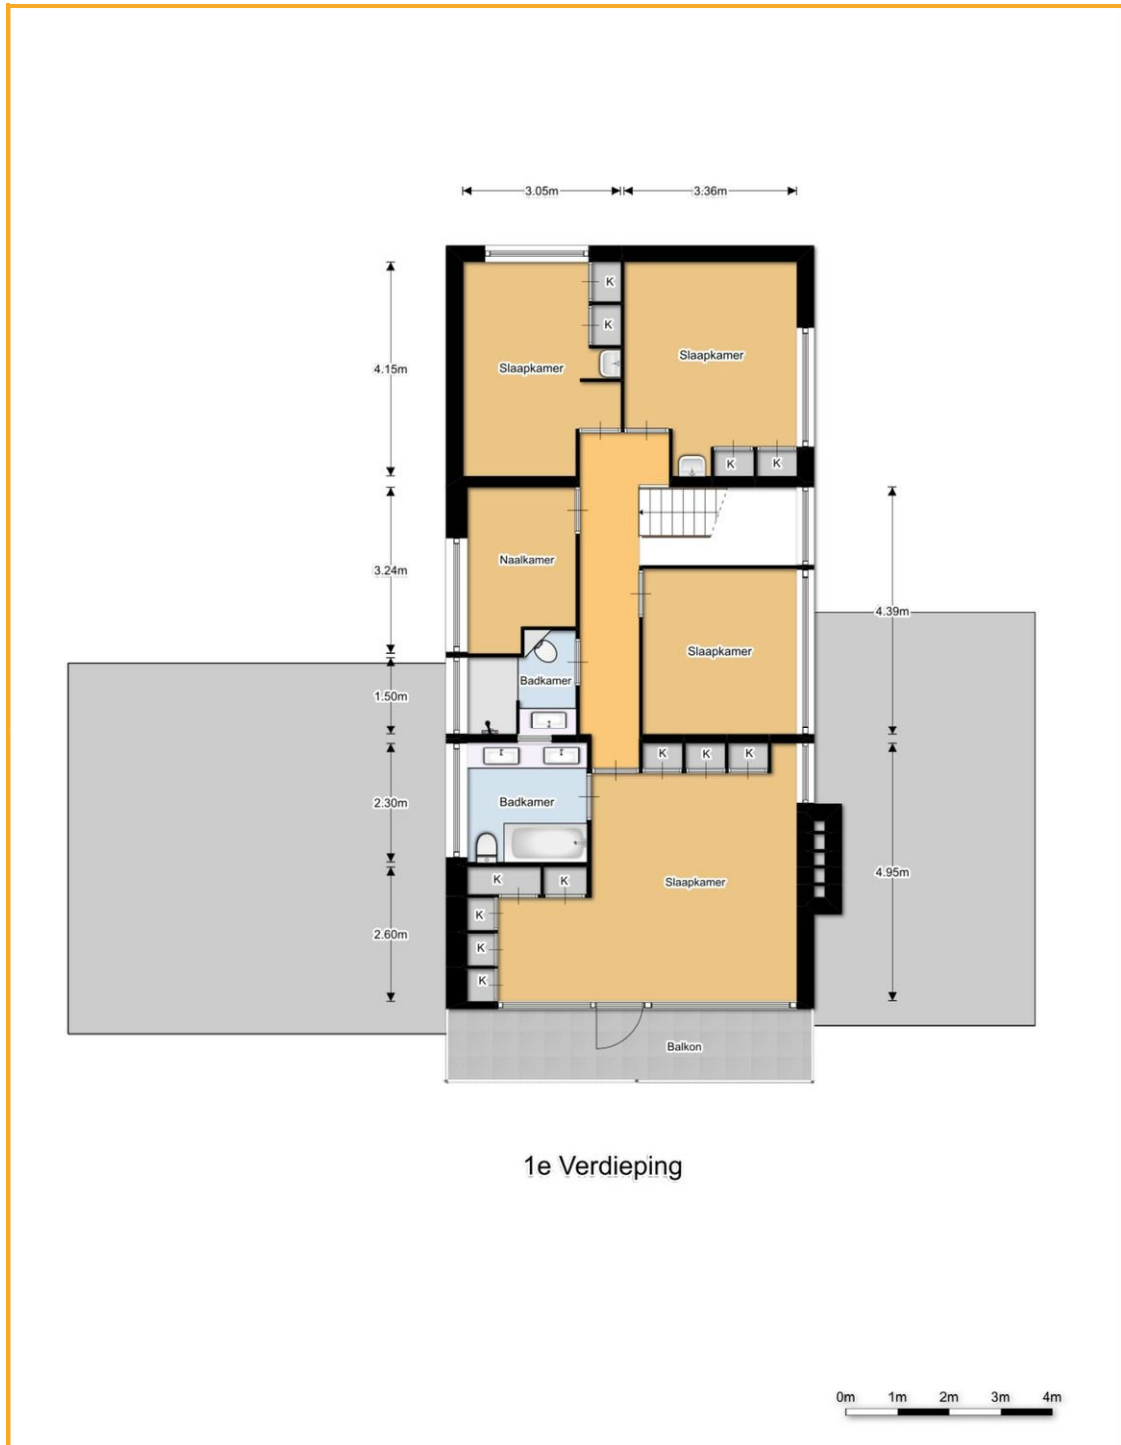 3.05m 3.36m
K
K
Slaapkamer
Slaapkamer
4.15m
K K
Naalkamer
3.24m
4.39m
Slaapkamer
Badkamer
1.50m
K K K
2.30m
Badkamer
4.95m
Slaapkamer
K K
K
2.60m
K
K
Balkon
1e Verdieping
0m 1m 2m 3m 4m